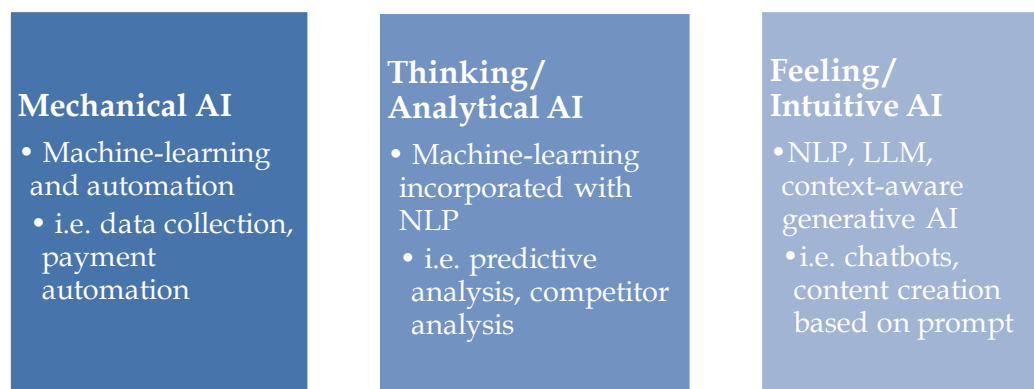 Mechanical AI
• Machine-learning
and automation
• i.e. data collection,
payment
automation
Thinking/
Analytical AI
• Machine-learning
incorporated with
NLP
• i.e. predictive
analysis, competitor
analysis
Feeling/
Intuitive AI
•NLP, LLM,
context-aware
generative AI
•i.e. chatbots,
content creation
based on prompt